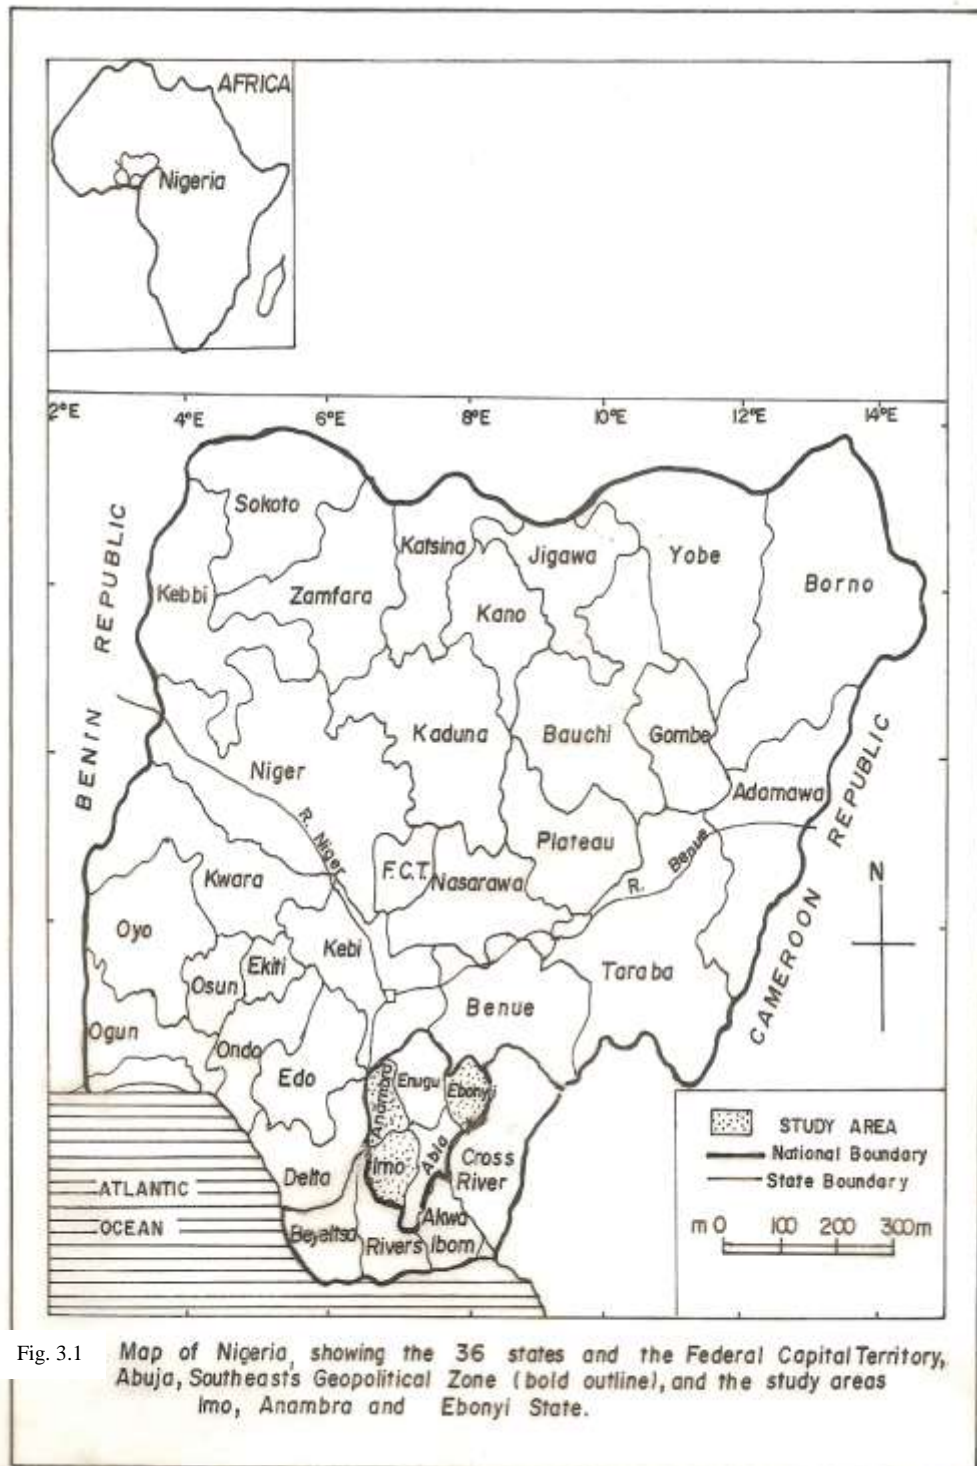 AFRICA
Nigeria
2°E 4°E 6°E 8°E 10°E 12°E 14°E
BENIN REPUBLIC
Sokoto
Katsina
Jigawa
Yobe
Borno
Kebbi
Zamfara
Kano
Kaduna
Bauchi
Gombe
Niger
Adamawa
R. Niger
Plateau
R. Benue
F.C.T.
Nasarawa
Kwara
Oyo
Kebi
Ekiti
Osun
Taraba
Benue
CAMEROON REPUBLIC
N
Ogun
Ondo
Edo
Anambra
Enugu
Ebonyi
Imo
Abia
Cross
River
Delta
Akwa
Ibom
Beyeltsa
Rivers
ATLANTIC
OCEAN
STUDY AREA
National Boundary
State Boundary
m 0 100 200 300m
Fig. 3.1
Map of Nigeria, showing the 36 states and the Federal Capital Territory,
Abuja, Southeasts Geopolitical Zone (bold outline), and the study areas
Imo, Anambra and Ebonyi State.